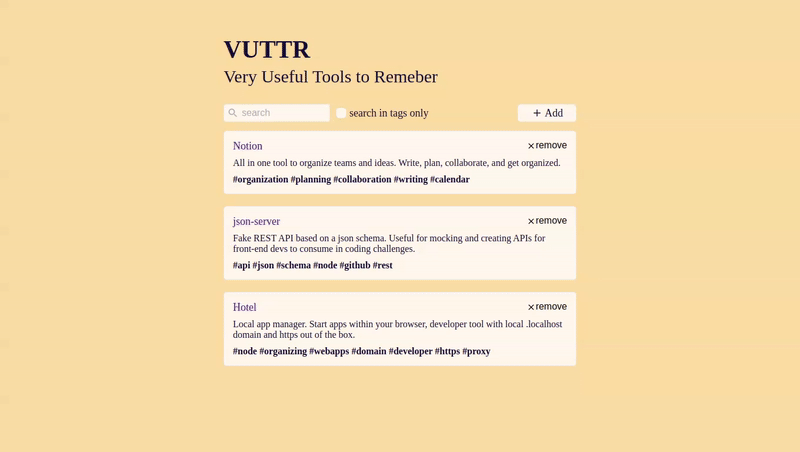 VUTTR
Very Useful Tools to Remeber
search
search in tags only
+ Add
Notion
×remove
All in one tool to organize teams and ideas. Write, plan, collaborate, and get organized.
#organization #planning #collaboration #writing #calendar
json-server
×remove
Fake REST API based on a json schema. Useful for mocking and creating APIs for
front-end devs to consume in coding challenges.
#api #json #schema #node #github #rest
Hotel
×remove
Local app manager. Start apps within your browser, developer tool with local .localhost
domain and https out of the box.
#node #organizing #webapps #domain #developer #https #proxy